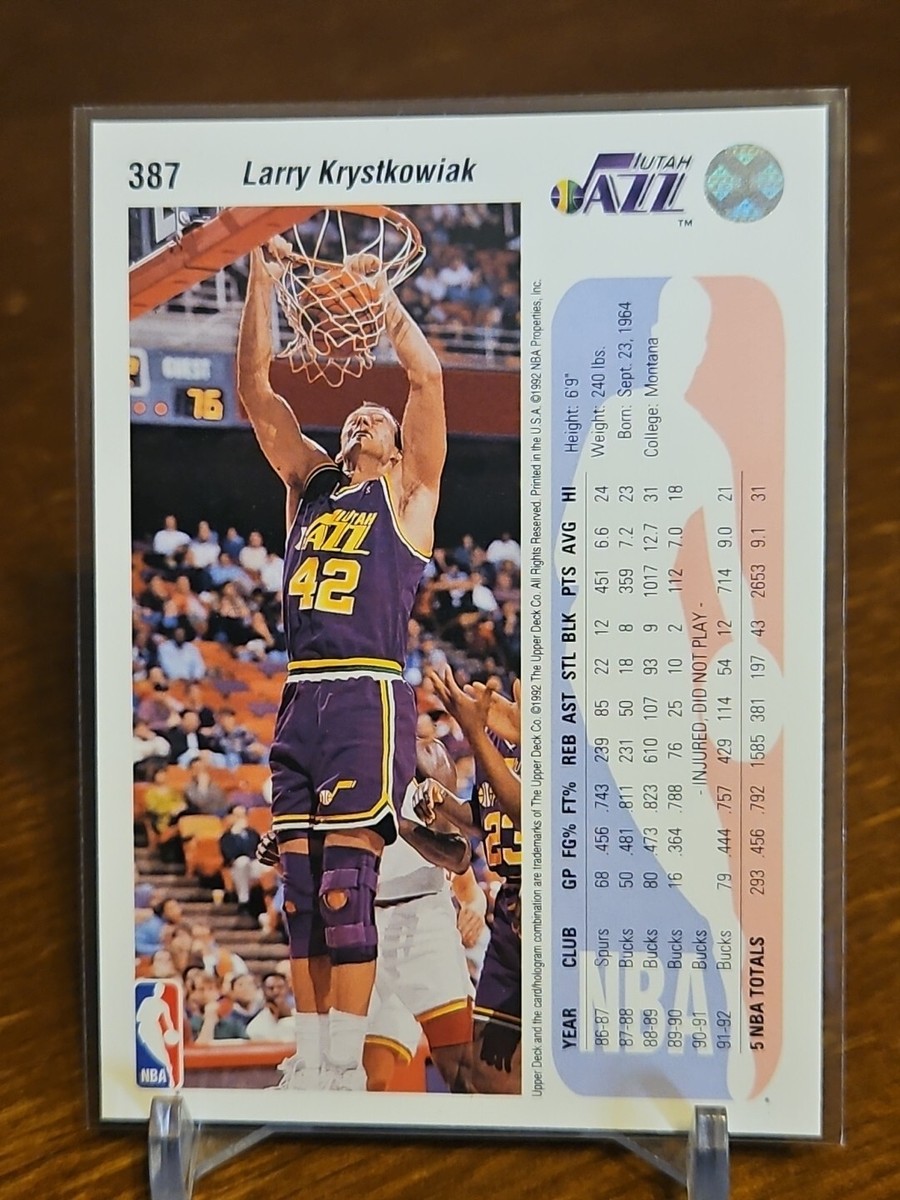 387
Larry Krystkowiak
UTAH
JAZZ
TM
GUEST
76
UTAH
JAZZ
42
23
NBA
Upper Deck and the card/hologram combination are trademarks of The Upper Deck Co. ©1992 The Upper Deck Co. All Rights Reserved. Printed in the U.S.A. ©1992 NBA Properties, Inc.
Height: 6'9"
Weight: 240 lbs.
Born: Sept. 23, 1964
College: Montana
YEAR CLUB GP FG% FT% REB AST STL BLK PTS AVG HI
86-87 Spurs 68 .456 .743 239 85 22 12 451 6.6 24
87-88 Bucks 50 .481 .811 231 50 18 8 359 7.2 23
88-89 Bucks 80 .473 .823 610 107 93 9 1017 12.7 31
89-90 Bucks 16 .364 .788 76 25 10 2 112 7.0 18
90-91 Bucks - INJURED DID NOT PLAY -
91-92 Bucks 79 .444 .757 429 114 54 12 714 9.0 21
5 NBA TOTALS 293 .456 .792 1585 381 197 43 2653 9.1 31
NBA